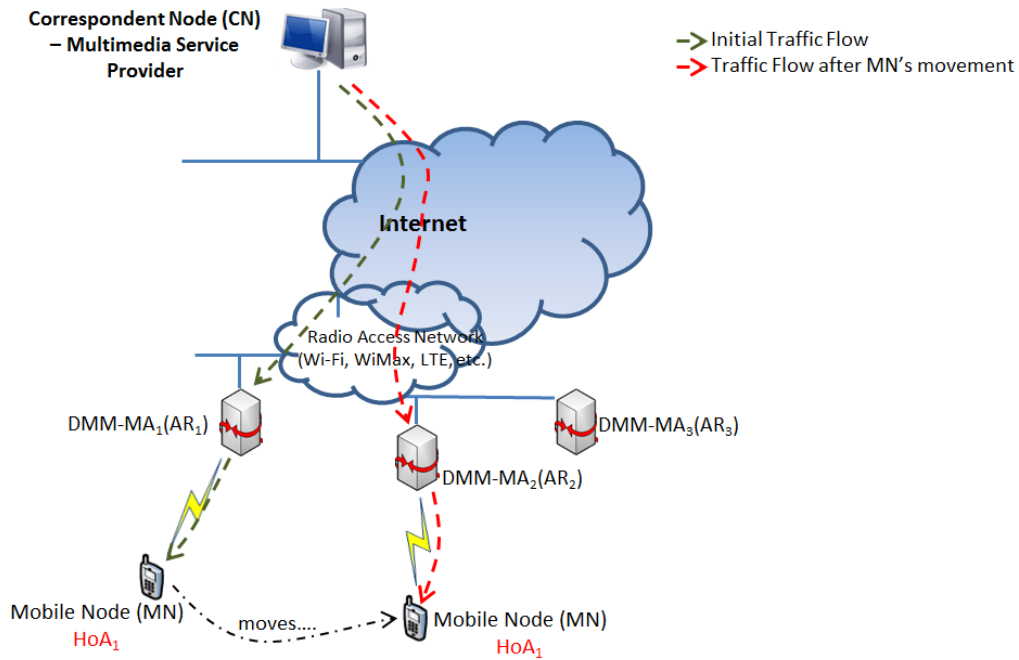 Correspondent Node (CN)
– Multimedia Service
Provider
Initial Traffic Flow
Traffic Flow after MN's movement
Internet
Radio Access Network
(Wi-Fi, WiMax, LTE, etc.)
DMM-MA₁(AR₁)
DMM-MA₃(AR₃)
DMM-MA₂(AR₂)
Mobile Node (MN)
HoA₁
moves....
Mobile Node (MN)
HoA₁